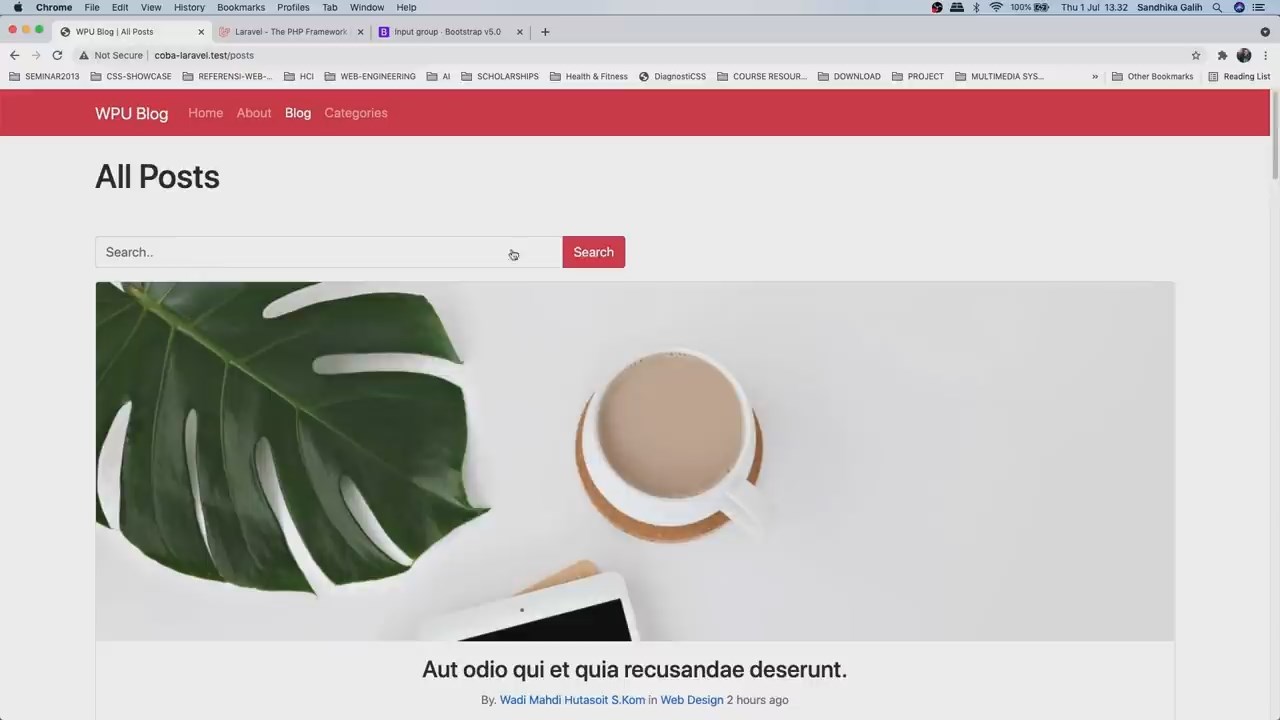 Chrome File Edit View History Bookmarks Profiles Tab Window Help 100% Thu 1 Jul 13.32 Sandhika Galih
WPU Blog | All Posts Laravel - The PHP Framework Input group · Bootstrap v5.0
Not Secure coba-laravel.test/posts
SEMINAR2013 CSS-SHOWCASE REFERENSI-WEB-... HCI WEB-ENGINEERING AI SCHOLARSHIPS Health & Fitness DiagnostiCSS COURSE RESOUR... DOWNLOAD PROJECT MULTIMEDIA SYS... » Other Bookmarks Reading List
WPU Blog Home About Blog Categories
All Posts
Search.. Search
Aut odio qui et quia recusandae deserunt.
By. Wadi Mahdi Hutasoit S.Kom in Web Design 2 hours ago